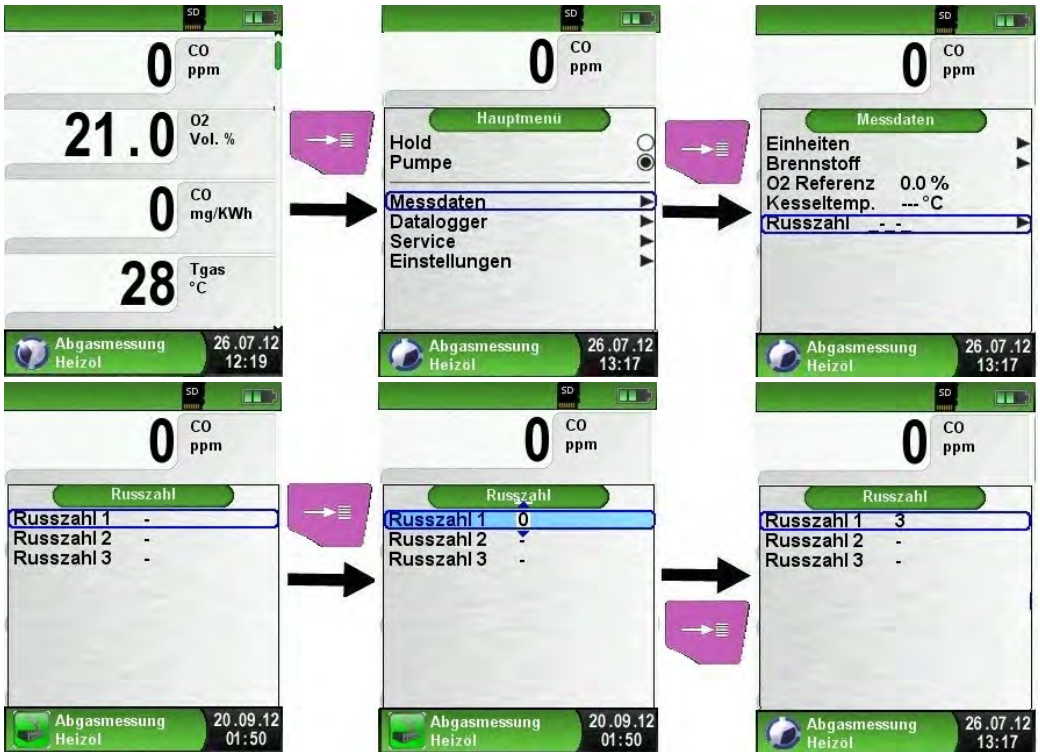 SD
0 CO
ppm
21.0 O2
Vol. %
0 CO
mg/KWh
28 Tgas
°C
Abgasmessung 26.07.12
Heizöl 12:19
SD
0 CO
ppm
Hauptmenü
Hold
Pumpe
Messdaten
Datalogger
Service
Einstellungen
Abgasmessung 26.07.12
Heizöl 13:17
SD
0 CO
ppm
Messdaten
Einheiten
Brennstoff
O2 Referenz 0.0 %
Kesseltemp. --- °C
Russzahl _-_-_
Abgasmessung 26.07.12
Heizöl 13:17
SD
0 CO
ppm
Russzahl
Russzahl 1 -
Russzahl 2 -
Russzahl 3 -
Abgasmessung 20.09.12
Heizöl 01:50
SD
0 CO
ppm
Russzahl
Russzahl 1 0
Russzahl 2 -
Russzahl 3 -
Abgasmessung 20.09.12
Heizöl 01:50
SD
0 CO
ppm
Russzahl
Russzahl 1 3
Russzahl 2 -
Russzahl 3 -
Abgasmessung 26.07.12
Heizöl 13:17